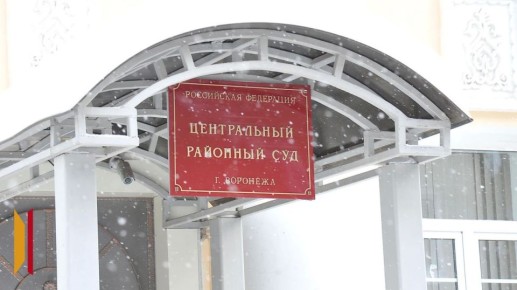 РОССИЙСКАЯ ФЕДЕРАЦИЯ
ЦЕНТРАЛЬНЫЙ
РАЙОННЫЙ СУД
Г. ВОРОНЕЖА